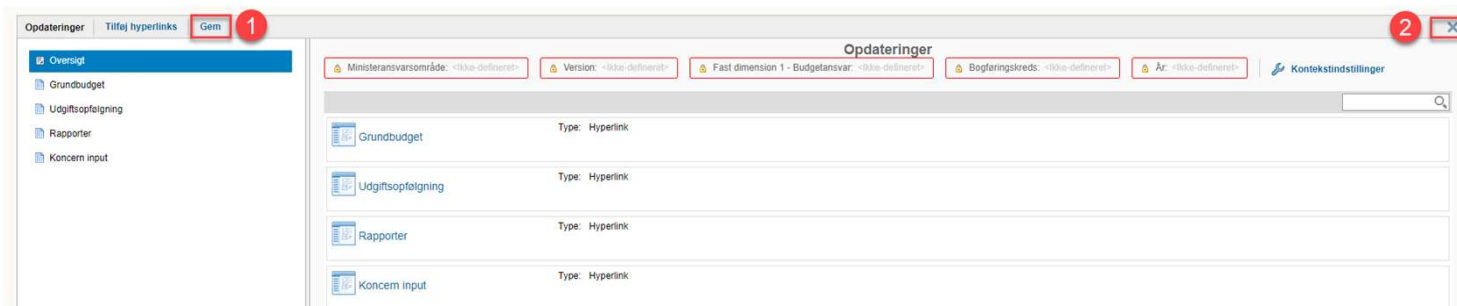 Opdateringer Tilføj hyperlinks Gem 1 2
Oversigt
Grundbudget
Udgiftsopfølgning
Rapporter
Koncern input
Opdateringer
Ministeransvarsområde: <Ikke-defineret> Version: <Ikke-defineret> Fast dimension 1 - Budgetansvar: <Ikke-defineret> Bogføringskreds: <Ikke-defineret> År: <Ikke-defineret> Kontekstindstillinger
Grundbudget Type: Hyperlink
Udgiftsopfølgning Type: Hyperlink
Rapporter Type: Hyperlink
Koncern input Type: Hyperlink